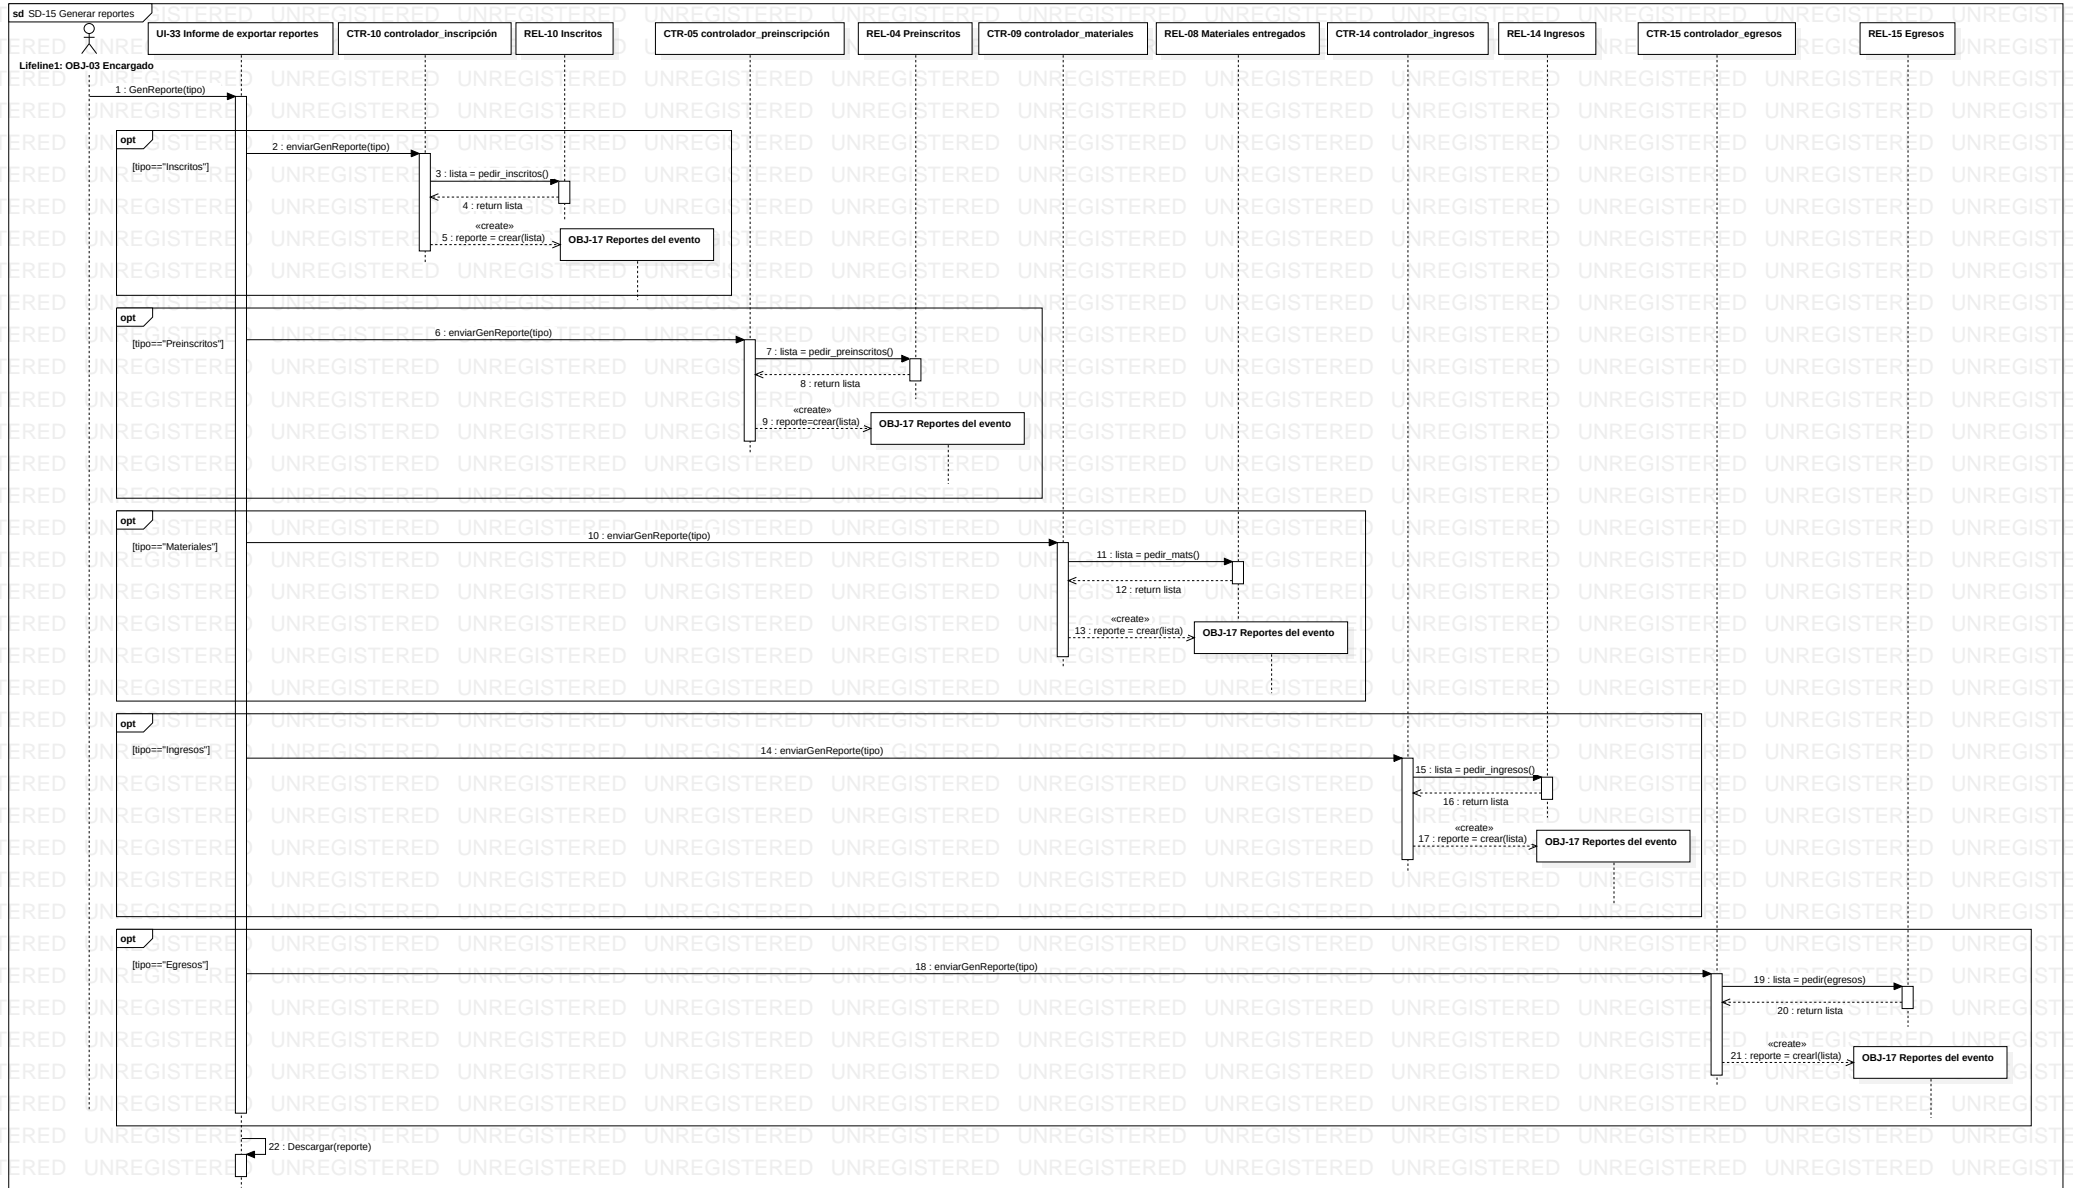 sd SD-15 Generar reportes
UI-33 Informe de exportar reportes
CTR-10 controlador_inscripción
REL-10 Inscritos
CTR-05 controlador_preinscripción
REL-04 Preinscritos
CTR-09 controlador_materiales
REL-08 Materiales entregados
CTR-14 controlador_ingresos
REL-14 Ingresos
CTR-15 controlador_egresos
REL-15 Egresos
Lifeline1: OBJ-03 Encargado
1 : GenReporte(tipo)
opt
[tipo=="Inscritos"]
2 : enviarGenReporte(tipo)
3 : lista = pedir_inscritos()
4 : return lista
«create»
5 : reporte = crear(lista)
OBJ-17 Reportes del evento
opt
[tipo=="Preinscritos"]
6 : enviarGenReporte(tipo)
7 : lista = pedir_preinscritos()
8 : return lista
«create»
9 : reporte=crear(lista)
OBJ-17 Reportes del evento
opt
[tipo=="Materiales"]
10 : enviarGenReporte(tipo)
11 : lista = pedir_mats()
12 : return lista
«create»
13 : reporte = crear(lista)
OBJ-17 Reportes del evento
opt
[tipo=="Ingresos"]
14 : enviarGenReporte(tipo)
15 : lista = pedir_ingresos()
16 : return lista
«create»
17 : reporte = crear(lista)
OBJ-17 Reportes del evento
opt
[tipo=="Egresos"]
18 : enviarGenReporte(tipo)
19 : lista = pedir(egresos)
20 : return lista
«create»
21 : reporte = crearl(lista)
OBJ-17 Reportes del evento
22 : Descargar(reporte)
UNREGISTERED